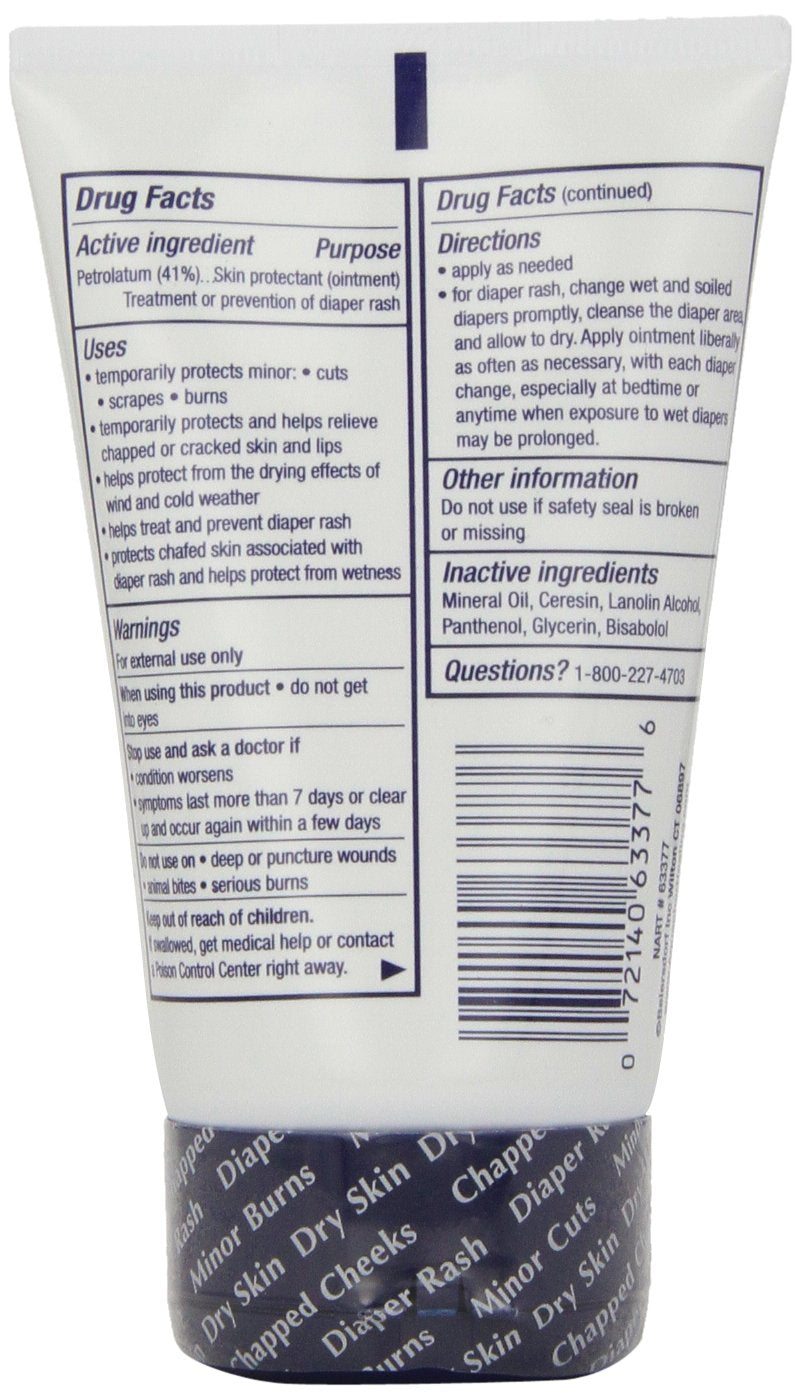 Drug Facts
Active ingredient Purpose
Petrolatum (41%)...Skin protectant (ointment)
Treatment or prevention of diaper rash
Uses
• temporarily protects minor: • cuts
• scrapes • burns
• temporarily protects and helps relieve
chapped or cracked skin and lips
• helps protect from the drying effects of
wind and cold weather
• helps treat and prevent diaper rash
• protects chafed skin associated with
diaper rash and helps protect from wetness
Warnings
For external use only
When using this product • do not get
into eyes
Stop use and ask a doctor if
• condition worsens
• symptoms last more than 7 days or clear
up and occur again within a few days
Do not use on • deep or puncture wounds
• animal bites • serious burns
Keep out of reach of children.
If swallowed, get medical help or contact
a Poison Control Center right away.
Drug Facts (continued)
Directions
• apply as needed
• for diaper rash, change wet and soiled
diapers promptly, cleanse the diaper area,
and allow to dry. Apply ointment liberally
as often as necessary, with each diaper
change, especially at bedtime or
anytime when exposure to wet diapers
may be prolonged.
Other information
Do not use if safety seal is broken
or missing
Inactive ingredients
Mineral Oil, Ceresin, Lanolin Alcohol,
Panthenol, Glycerin, Bisabolol
Questions? 1-800-227-4703
0 72140 63377 6
NART # 63377
©Beiersdorf Inc Wilton CT 06897
Chapped
Rash Diaper
Minor Burns
Dry Skin Dry Skin Dry
Chapped Cheeks Chapped
Diaper Rash Diaper
Burns Minor Cuts Minor
Skin Dry Skin Dry
Chapped
Diaper